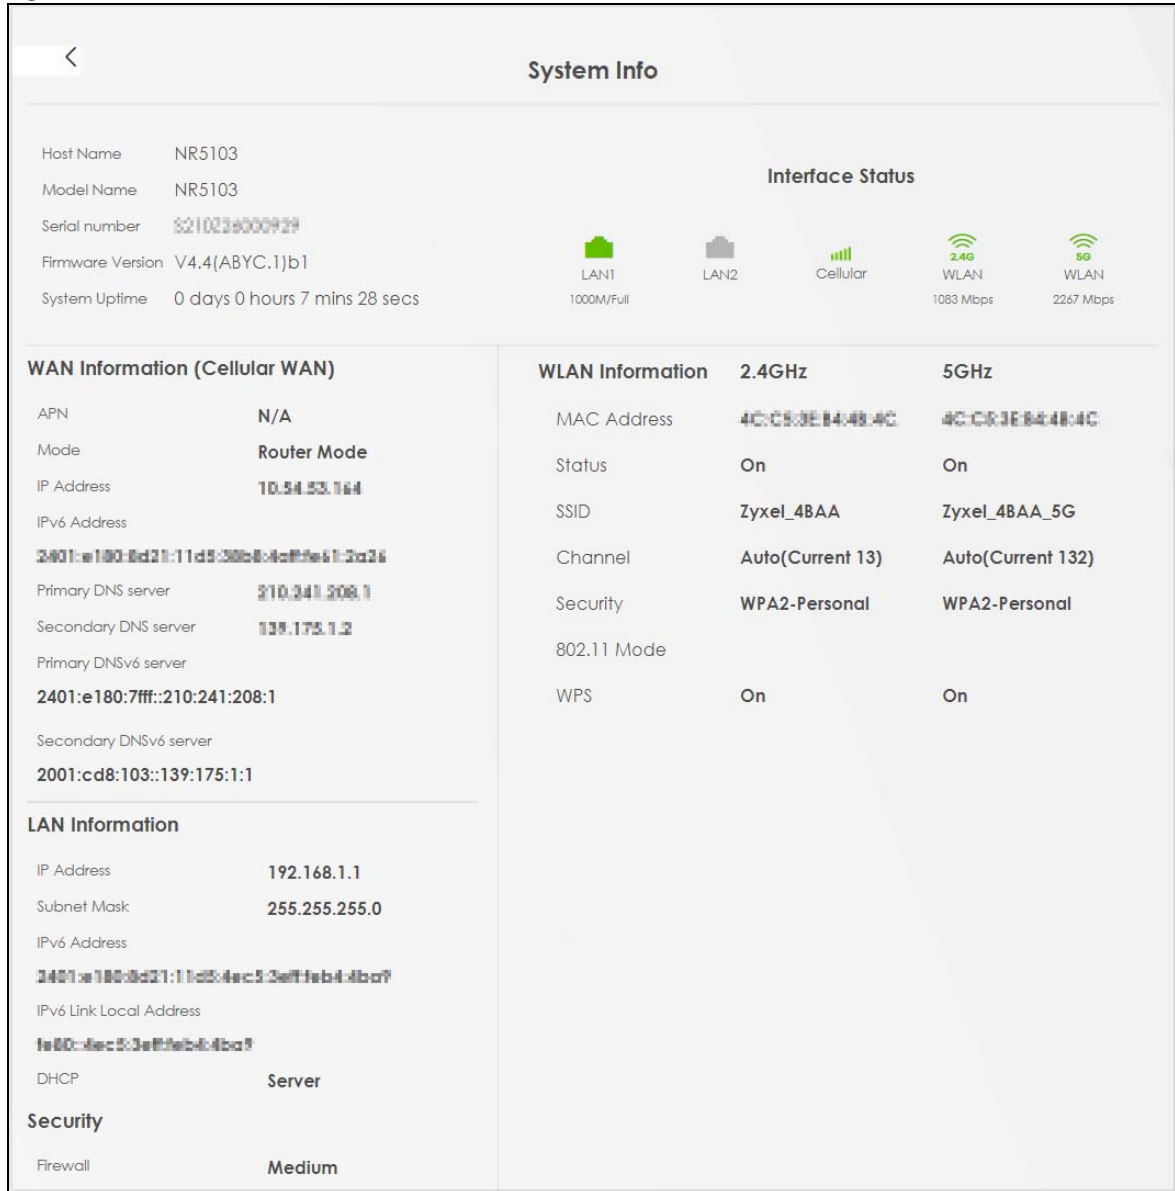 System Info
Host Name NR5103
Model Name NR5103
Serial number
Firmware Version V4.4(ABYC.1)b1
System Uptime 0 days 0 hours 7 mins 28 secs
Interface Status
2.4G 5G
LAN1 LAN2 Cellular WLAN WLAN
1000M/Full 1083 Mbps 2267 Mbps
WAN Information (Cellular WAN)
APN N/A
Mode Router Mode
IP Address
IPv6 Address
Primary DNS server
Secondary DNS server
Primary DNSv6 server
2401:e180:7fff::210:241:208:1
Secondary DNSv6 server
2001:cd8:103::139:175:1:1
LAN Information
IP Address 192.168.1.1
Subnet Mask 255.255.255.0
IPv6 Address
IPv6 Link Local Address
DHCP Server
Security
Firewall Medium
WLAN Information 2.4GHz 5GHz
MAC Address
Status On On
SSID Zyxel_4BAA Zyxel_4BAA_5G
Channel Auto(Current 13) Auto(Current 132)
Security WPA2-Personal WPA2-Personal
802.11 Mode
WPS On On